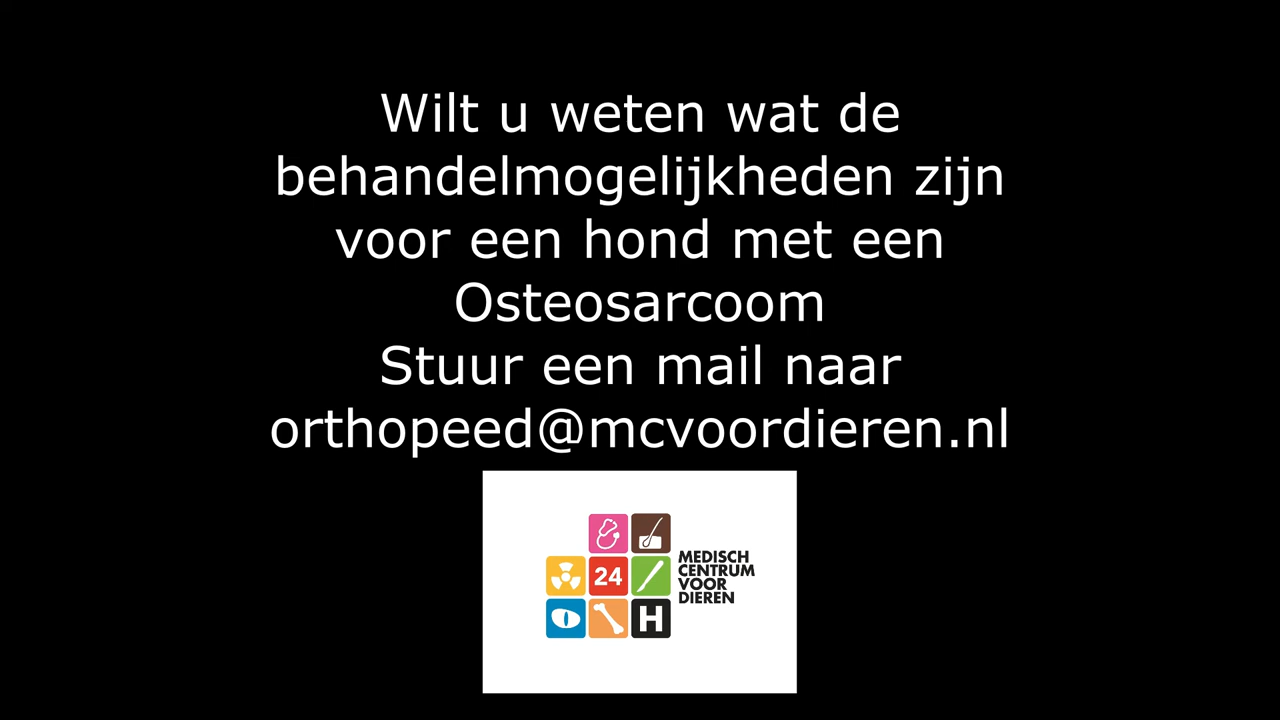 Wilt u weten wat de
behandelmogelijkheden zijn
voor een hond met een
Osteosarcoom
Stuur een mail naar
orthopeed@mcvoordieren.nl
24
H
MEDISCH
CENTRUM
VOOR
DIEREN